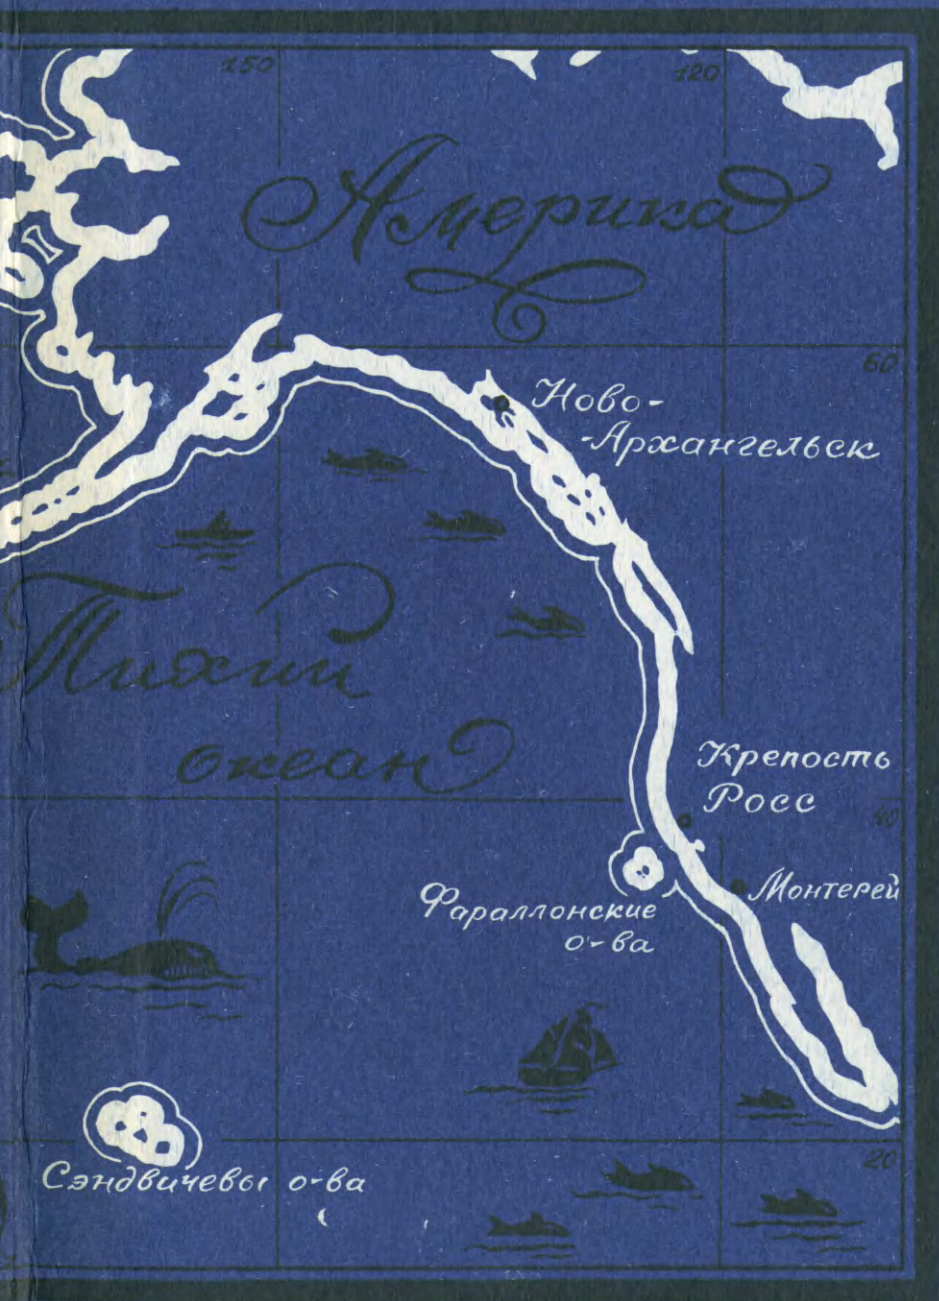 150
120
Америка
60
Ново-
-Архангельск
Тихий
океан
Крепость
Росс
40
Монтерей
Фараллонские
о-ва
20
Сэндвичевы о-ва